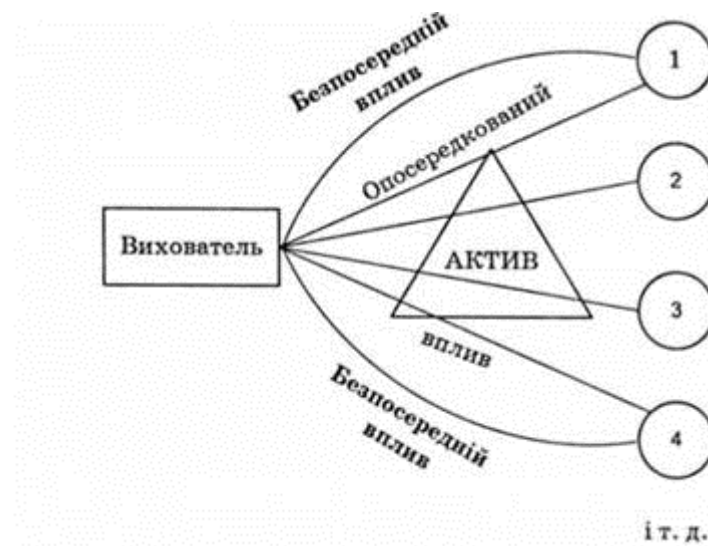 Безпосередній
вплив
1
Опосередкований
2
Вихователь
АКТИВ
3
вплив
Безпосередній
вплив
4
і т. д.